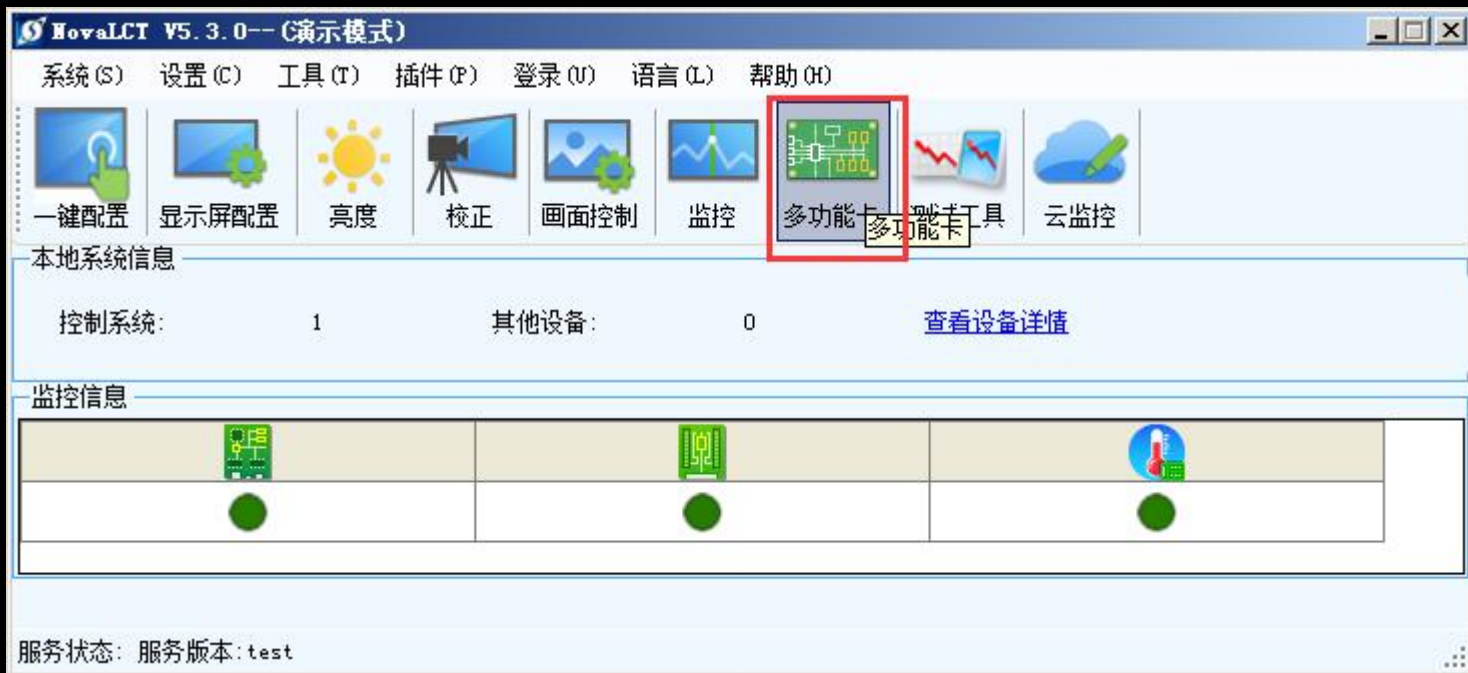 NovaLCT V5.3.0--(演示模式)
系统(S) 设置(C) 工具(T) 插件(P) 登录(U) 语言(L) 帮助(H)
一键配置 显示屏配置 亮度 校正 画面控制 监控 多功能卡 测试工具 云监控
多功能卡
本地系统信息
控制系统: 1 其他设备: 0 查看设备详情
监控信息
服务状态: 服务版本:test